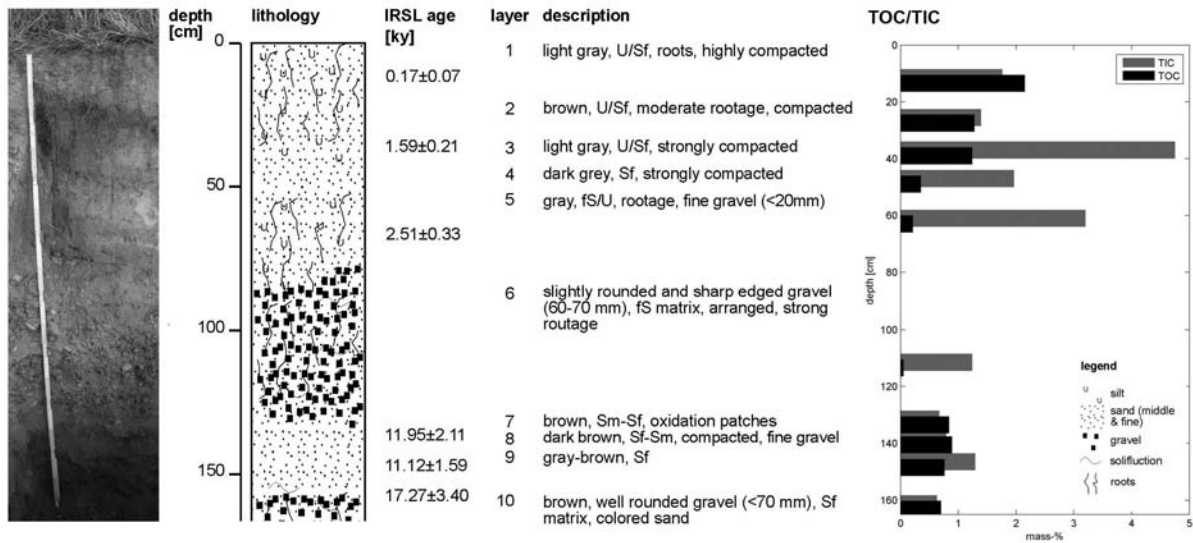 depth
[cm]
lithology
IRSL age
[ky]
layer
description
TOC/TIC
0
50
100
150
0.17±0.07
1.59±0.21
2.51±0.33
11.95±2.11
11.12±1.59
17.27±3.40
1 light gray, U/Sf, roots, highly compacted
2 brown, U/Sf, moderate rootage, compacted
3 light gray, U/Sf, strongly compacted
4 dark grey, Sf, strongly compacted
5 gray, fS/U, rootage, fine gravel (<20mm)
6 slightly rounded and sharp edged gravel
(60-70 mm), fS matrix, arranged, strong
routage
7 brown, Sm-Sf, oxidation patches
8 dark brown, Sf-Sm, compacted, fine gravel
9 gray-brown, Sf
10 brown, well rounded gravel (<70 mm), Sf
matrix, colored sand
TIC
TOC
0
20
40
60
80
100
120
140
160
depth [cm]
0 1 2 3 4 5
mass-%
legend
silt
sand (middle
& fine)
gravel
solifluction
roots